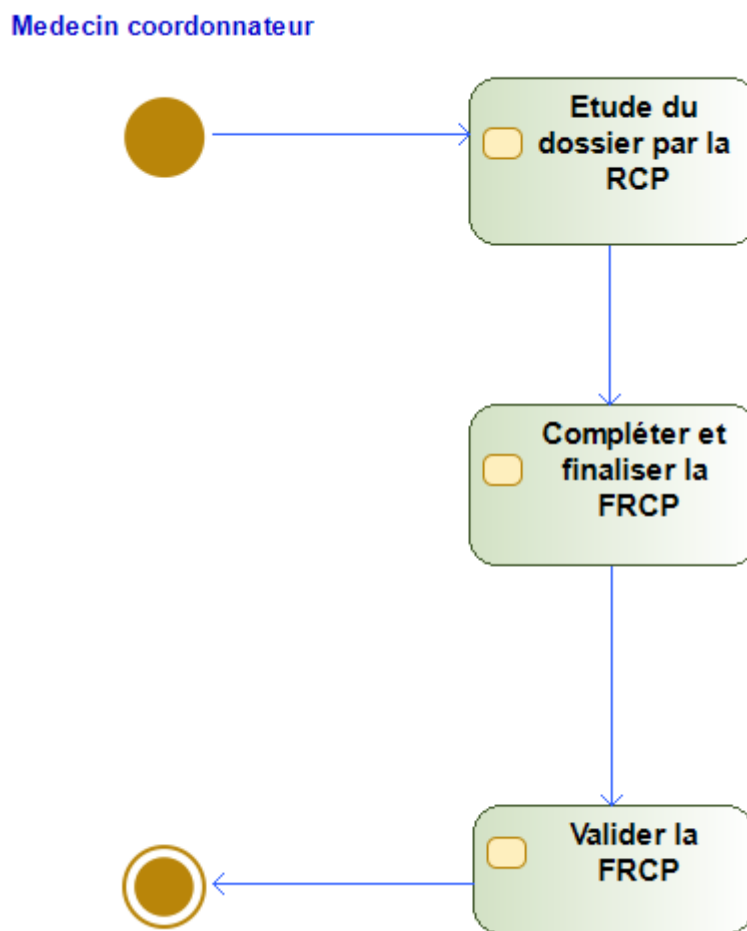 Medecin coordonnateur
Etude du
dossier par la
RCP
Compléter et
finaliser la
FRCP
Valider la
FRCP